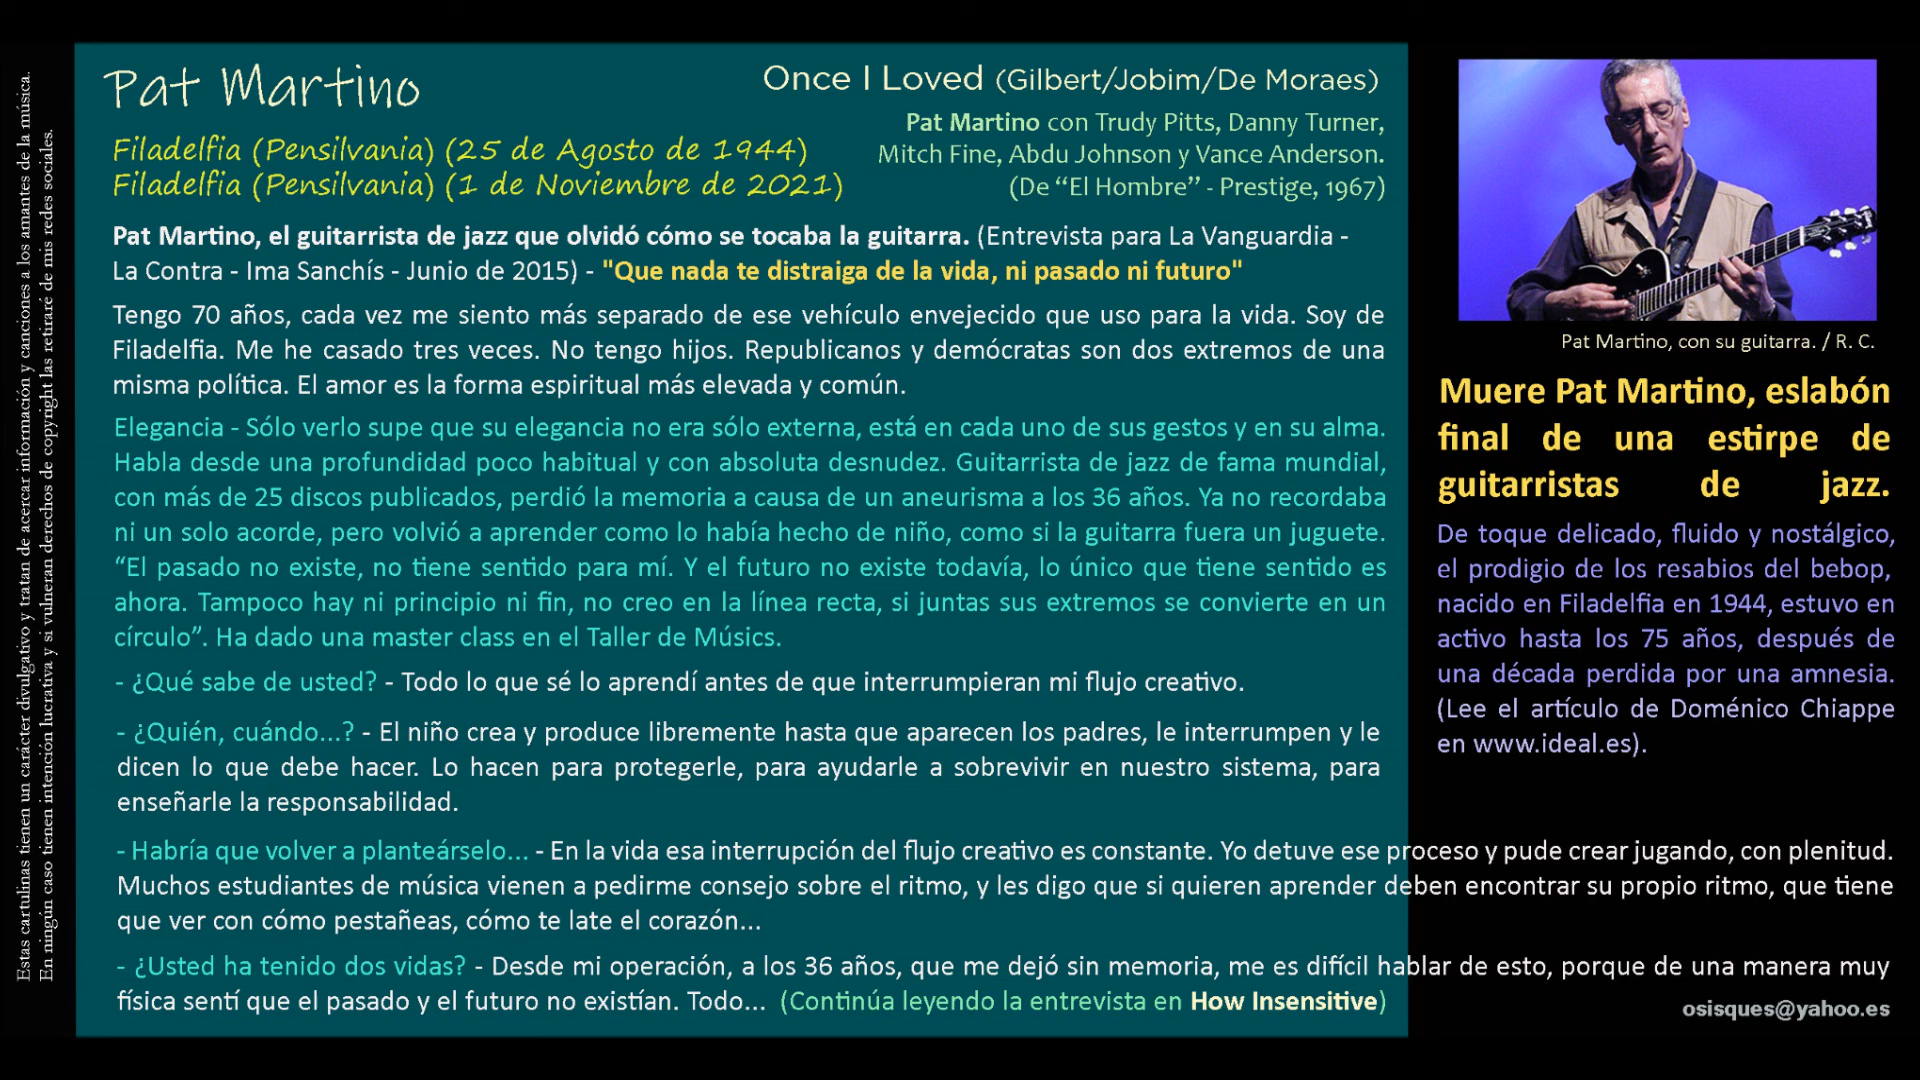 Estas cartulinas tienen un carácter divulgativo y tratan de acercar información y canciones a los amantes de la música.
En ningún caso tienen intención lucrativa y si vulneran derechos de copyright las retiraré de mis redes sociales.
Pat Martino
Filadelfia (Pensilvania) (25 de Agosto de 1944)
Filadelfia (Pensilvania) (1 de Noviembre de 2021)
Once I Loved (Gilbert/Jobim/De Moraes)
Pat Martino con Trudy Pitts, Danny Turner,
Mitch Fine, Abdu Johnson y Vance Anderson.
(De “El Hombre” - Prestige, 1967)
Pat Martino, el guitarrista de jazz que olvidó cómo se tocaba la guitarra. (Entrevista para La Vanguardia -
La Contra - Ima Sanchís - Junio de 2015) - "Que nada te distraiga de la vida, ni pasado ni futuro"
Tengo 70 años, cada vez me siento más separado de ese vehículo envejecido que uso para la vida. Soy de
Filadelfia. Me he casado tres veces. No tengo hijos. Republicanos y demócratas son dos extremos de una
misma política. El amor es la forma espiritual más elevada y común.
Elegancia - Sólo verlo supe que su elegancia no era sólo externa, está en cada uno de sus gestos y en su alma.
Habla desde una profundidad poco habitual y con absoluta desnudez. Guitarrista de jazz de fama mundial,
con más de 25 discos publicados, perdió la memoria a causa de un aneurisma a los 36 años. Ya no recordaba
ni un solo acorde, pero volvió a aprender como lo había hecho de niño, como si la guitarra fuera un juguete.
“El pasado no existe, no tiene sentido para mí. Y el futuro no existe todavía, lo único que tiene sentido es
ahora. Tampoco hay ni principio ni fin, no creo en la línea recta, si juntas sus extremos se convierte en un
círculo”. Ha dado una master class en el Taller de Músics.
- ¿Qué sabe de usted? - Todo lo que sé lo aprendí antes de que interrumpieran mi flujo creativo.
- ¿Quién, cuándo...? - El niño crea y produce libremente hasta que aparecen los padres, le interrumpen y le
dicen lo que debe hacer. Lo hacen para protegerle, para ayudarle a sobrevivir en nuestro sistema, para
enseñarle la responsabilidad.
- Habría que volver a planteárselo... - En la vida esa interrupción del flujo creativo es constante. Yo detuve ese proceso y pude crear jugando, con plenitud.
Muchos estudiantes de música vienen a pedirme consejo sobre el ritmo, y les digo que si quieren aprender deben encontrar su propio ritmo, que tiene
que ver con cómo pestañeas, cómo te late el corazón...
- ¿Usted ha tenido dos vidas? - Desde mi operación, a los 36 años, que me dejó sin memoria, me es difícil hablar de esto, porque de una manera muy
física sentí que el pasado y el futuro no existían. Todo... (Continúa leyendo la entrevista en How Insensitive)
Pat Martino, con su guitarra. / R. C.
Muere Pat Martino, eslabón
final de una estirpe de
guitarristas de jazz.
De toque delicado, fluido y nostálgico,
el prodigio de los resabios del bebop,
nacido en Filadelfia en 1944, estuvo en
activo hasta los 75 años, después de
una década perdida por una amnesia.
(Lee el artículo de Doménico Chiappe
en www.ideal.es).
osisques@yahoo.es